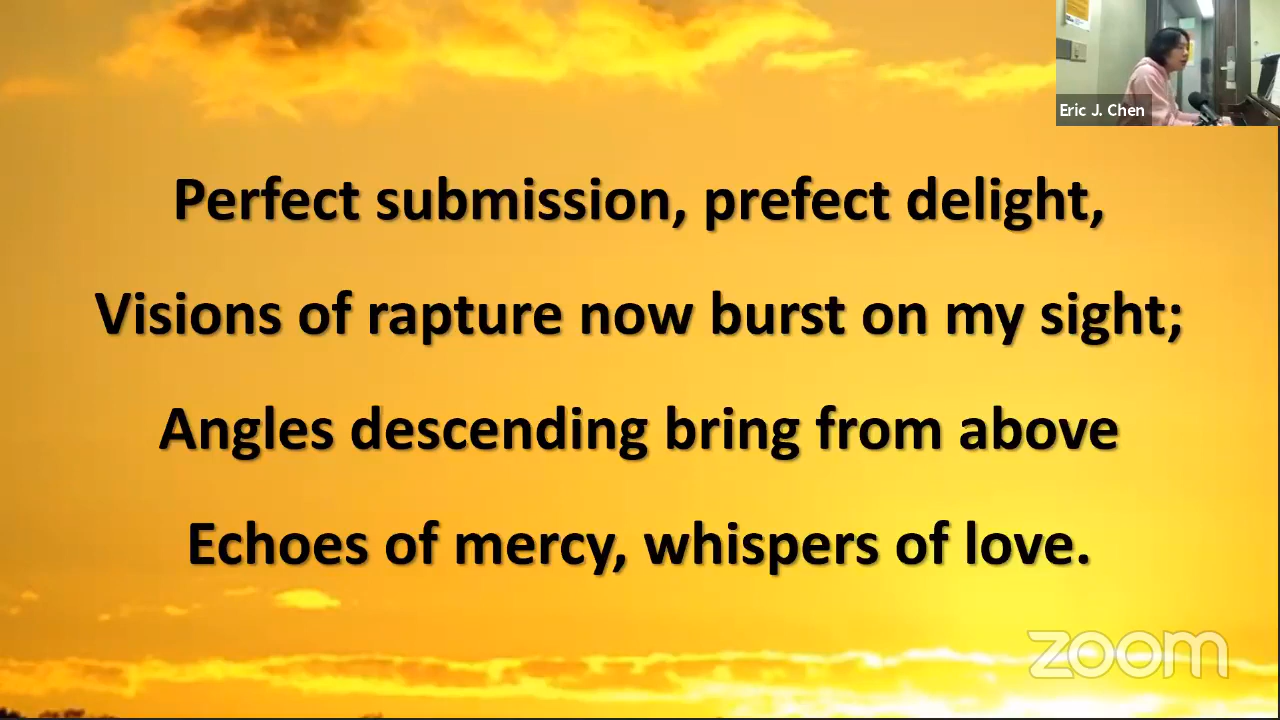 Eric J. Chen
Perfect submission, prefect delight,
Visions of rapture now burst on my sight;
Angles descending bring from above
Echoes of mercy, whispers of love.
zoom